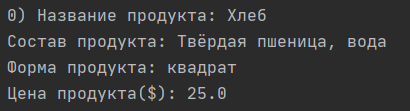 0) Название продукта: Хлеб
Состав продукта: Твёрдая пшеница, вода
Форма продукта: квадрат
Цена продукта($): 25.0